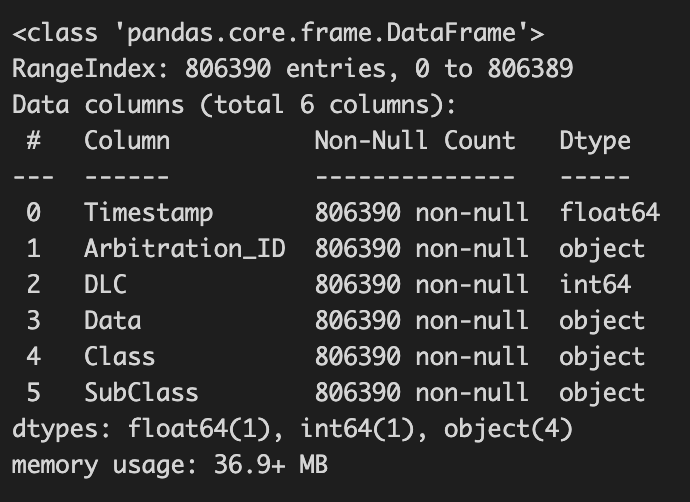 <class 'pandas.core.frame.DataFrame'>
RangeIndex: 806390 entries, 0 to 806389
Data columns (total 6 columns):
 #   Column          Non-Null Count   Dtype
---  ------          --------------   -----
 0   Timestamp       806390 non-null  float64
 1   Arbitration_ID  806390 non-null  object
 2   DLC             806390 non-null  int64
 3   Data            806390 non-null  object
 4   Class           806390 non-null  object
 5   SubClass        806390 non-null  object
dtypes: float64(1), int64(1), object(4)
memory usage: 36.9+ MB